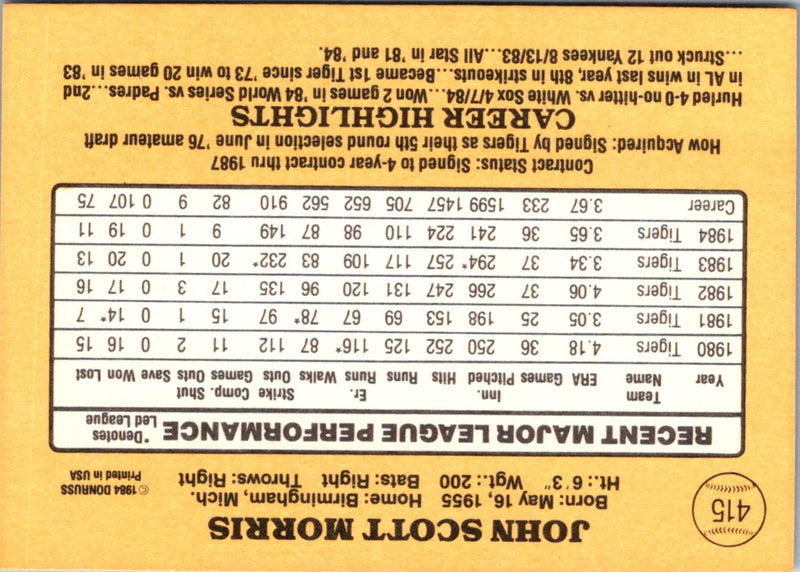 415
JOHN SCOTT MORRIS
Born: May 16, 1955 Home: Birmingham, Mich.
Ht.: 6'3" Wgt.: 200 Bats: Right Throws: Right
© 1984 DONRUSS
Printed in USA
RECENT MAJOR LEAGUE PERFORMANCE
*Denotes
Led League
Team Inn. Er. Strike Comp. Shut
Year Name ERA Games Pitched Hits Runs Runs Walks Outs Games Outs Save Won Lost
1980 Tigers 4.18 36 250 252 125 116* 87 112 11 2 0 16 15
1981 Tigers 3.05 25 198 153 69 67 78* 97 15 1 0 14* 7
1982 Tigers 4.06 37 266 247 131 120 96 135 17 3 0 17 16
1983 Tigers 3.34 37 294* 257 117 109 83 232* 20 1 0 20 13
1984 Tigers 3.65 36 241 224 110 98 87 149 9 1 0 19 11
Career 3.67 233 1599 1457 705 652 562 910 82 9 0 107 75
Contract Status: Signed to 4-year contract thru 1987
How Acquired: Signed by Tigers as their 5th round selection in June '76 amateur draft
CAREER HIGHLIGHTS
Hurled 4-0 no-hitter vs. White Sox 4/7/84...Won 2 games in '84 World Series vs. Padres...2nd
in AL in wins last year, 8th in strikeouts...Became 1st Tiger since '73 to win 20 games in '83
...Struck out 12 Yankees 8/13/83...All Star in '81 and '84.